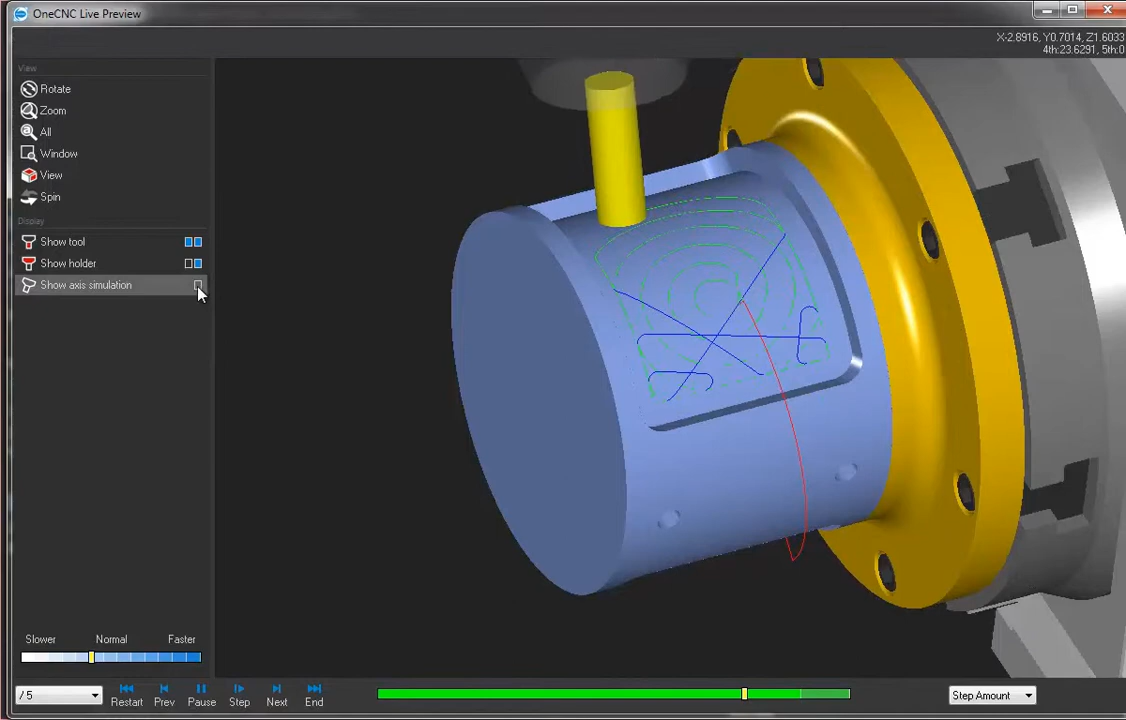 OneCNC Live Preview
X-2.8916, Y0.7014, Z1.6033
4th:23.6291, 5th:0
View
Rotate
Zoom
All
Window
View
Spin
Display
Show tool
Show holder
Show axis simulation
Slower Normal Faster
/ 5
Restart Prev Pause Step Next End
Step Amount